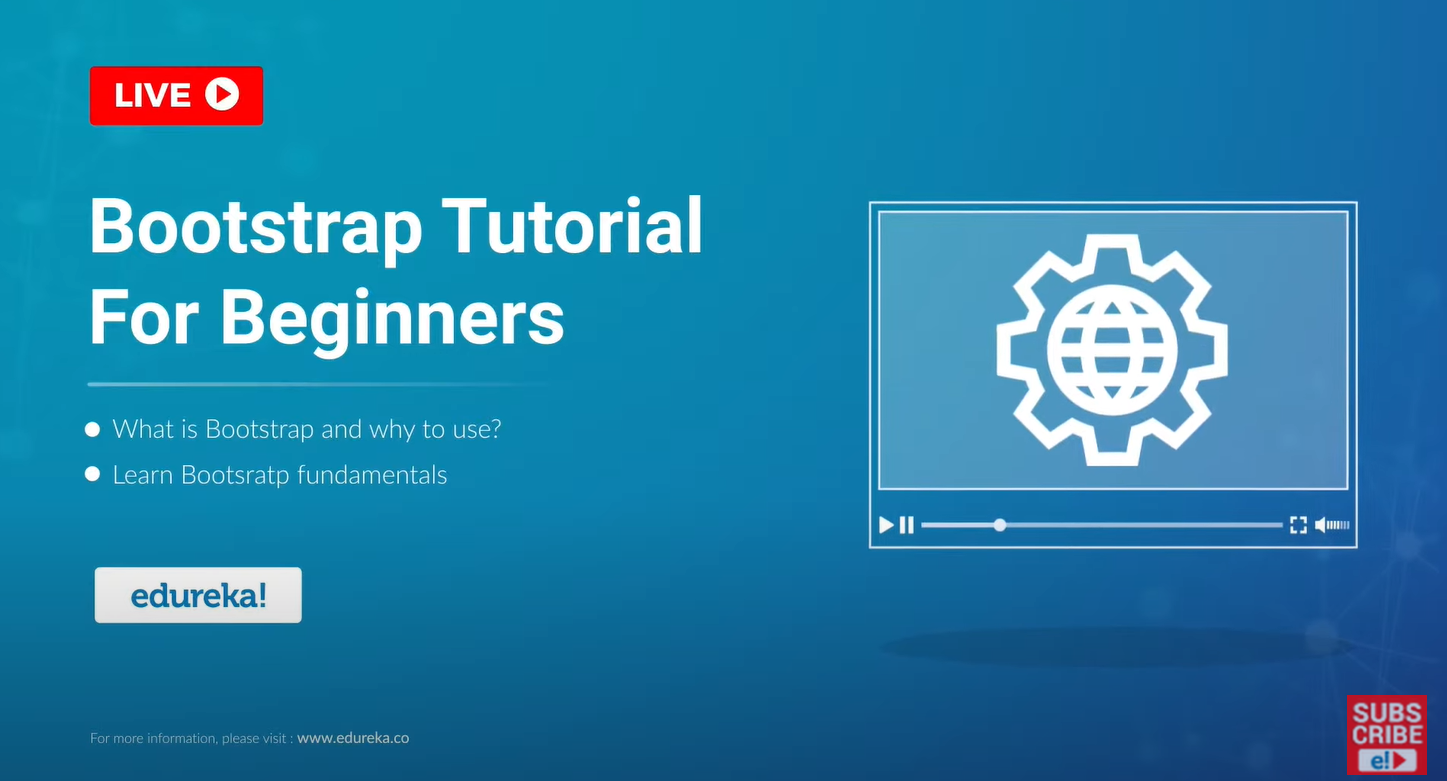 LIVE
Bootstrap Tutorial
For Beginners
What is Bootstrap and why to use?
Learn Bootsratp fundamentals
edureka!
For more information, please visit : www.edureka.co
SUBS
CRIBE
e!